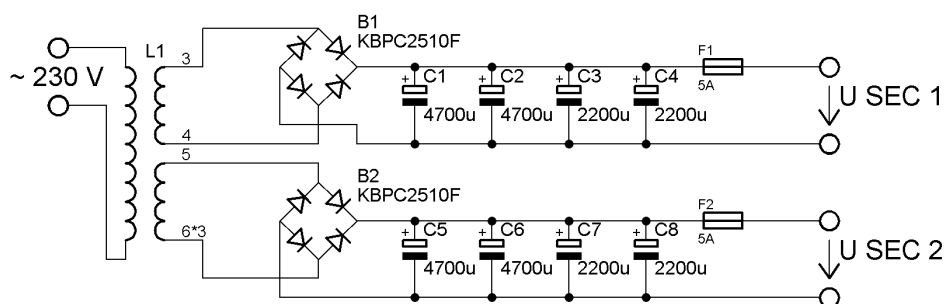 B1
KBPC2510F
L1
3
~ 230 V
4
+ C1
4700u
+ C2
4700u
+ C3
2200u
+ C4
2200u
F1
5A
U SEC 1
5
6*3
B2
KBPC2510F
+ C5
4700u
+ C6
4700u
+ C7
2200u
+ C8
2200u
F2
5A
U SEC 2